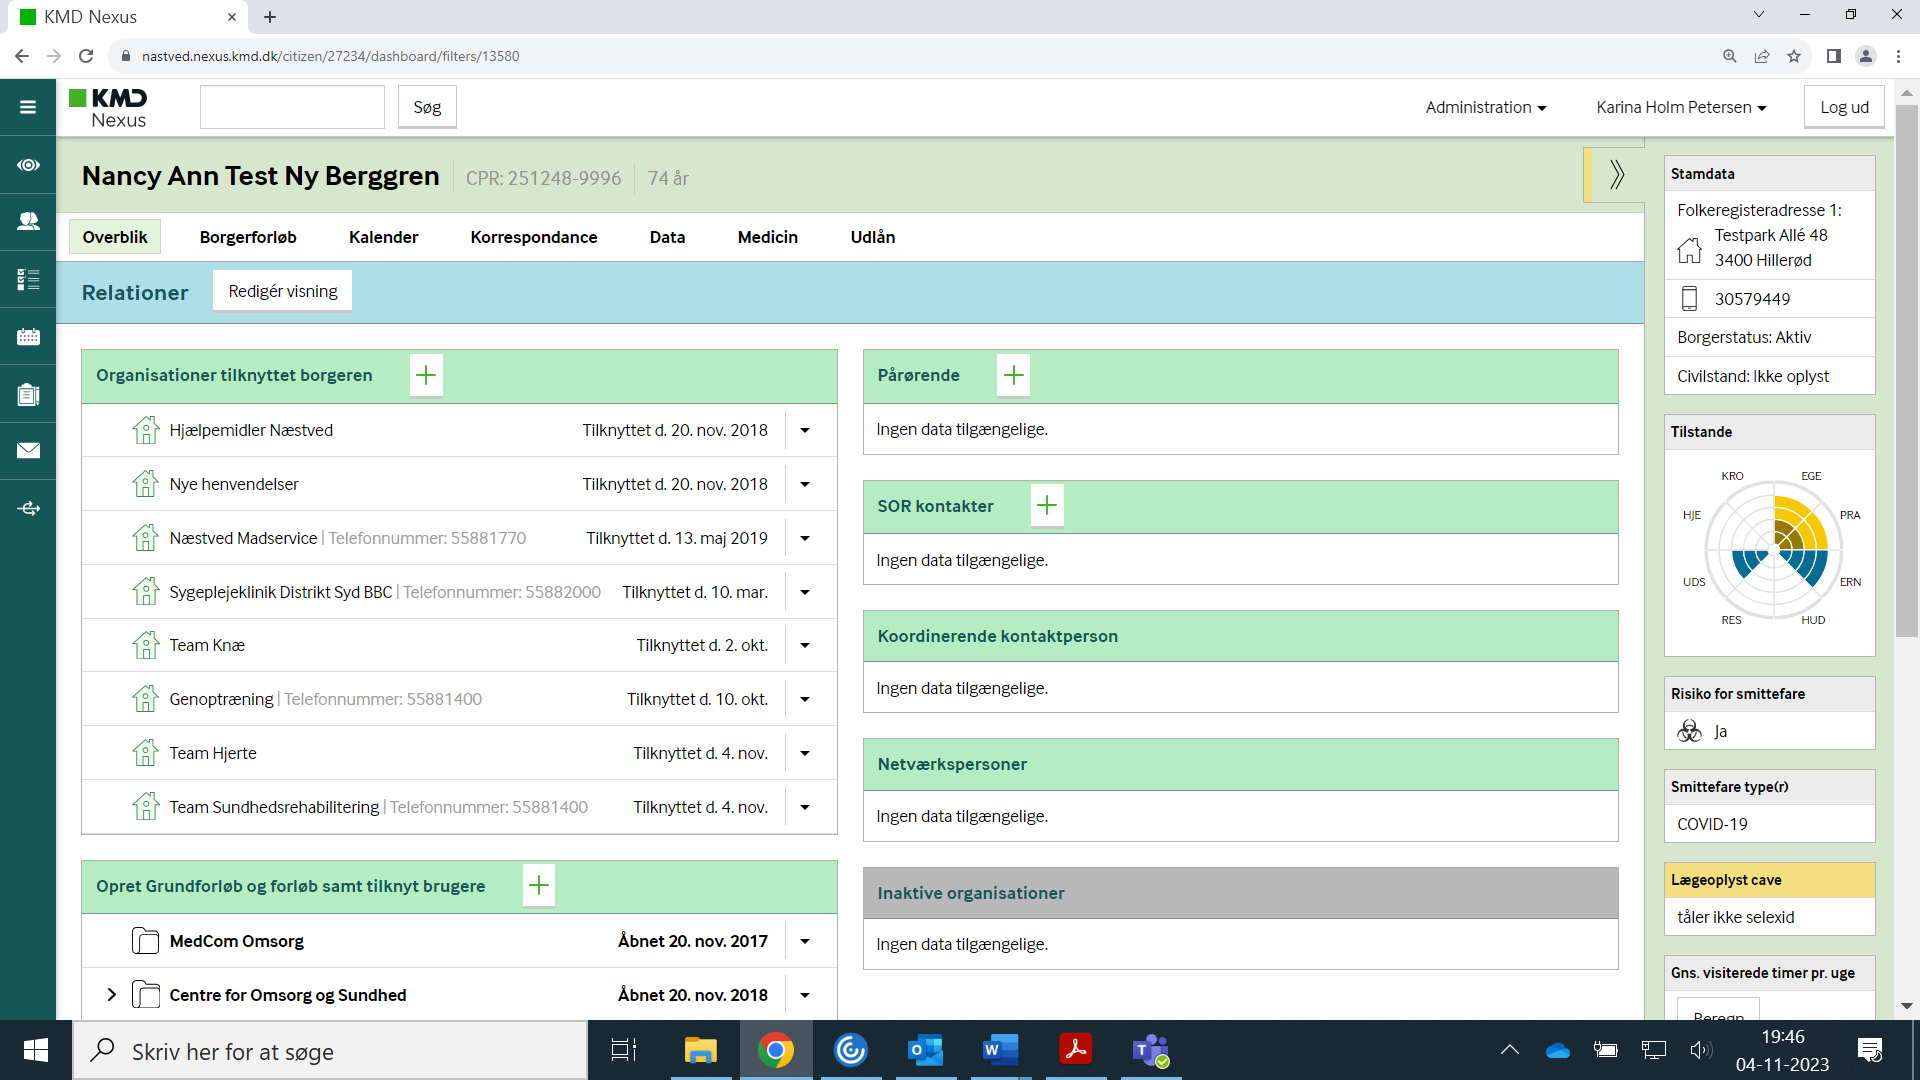 KMD Nexus
nastved.nexus.kmd.dk/citizen/27234/dashboard/filters/13580
KMD
Nexus
Søg
Administration
Karina Holm Petersen
Log ud
Nancy Ann Test Ny Berggren
CPR: 251248-9996
74 år
Overblik
Borgerforløb
Kalender
Korrespondance
Data
Medicin
Udlån
Relationer
Redigér visning
Organisationer tilknyttet borgeren
Hjælpemidler Næstved Tilknyttet d. 20. nov. 2018
Nye henvendelser Tilknyttet d. 20. nov. 2018
Næstved Madservice | Telefonnummer: 55881770 Tilknyttet d. 13. maj 2019
Sygeplejeklinik Distrikt Syd BBC | Telefonnummer: 55882000 Tilknyttet d. 10. mar.
Team Knæ Tilknyttet d. 2. okt.
Genoptræning | Telefonnummer: 55881400 Tilknyttet d. 10. okt.
Team Hjerte Tilknyttet d. 4. nov.
Team Sundhedsrehabilitering | Telefonnummer: 55881400 Tilknyttet d. 4. nov.
Opret Grundforløb og forløb samt tilknyt brugere
MedCom Omsorg Åbnet 20. nov. 2017
Centre for Omsorg og Sundhed Åbnet 20. nov. 2018
Pårørende
Ingen data tilgængelige.
SOR kontakter
Ingen data tilgængelige.
Koordinerende kontaktperson
Ingen data tilgængelige.
Netværkspersoner
Ingen data tilgængelige.
Inaktive organisationer
Ingen data tilgængelige.
Stamdata
Folkeregisteradresse 1:
Testpark Allé 48
3400 Hillerød
30579449
Borgerstatus: Aktiv
Civilstand: Ikke oplyst
Tilstande
KRO EGE
HJE PRA
UDS ERN
RES HUD
Risiko for smittefare
Ja
Smittefare type(r)
COVID-19
Lægeoplyst cave
tåler ikke selexid
Gns. visiterede timer pr. uge
Beregn
Skriv her for at søge
19:46
04-11-2023